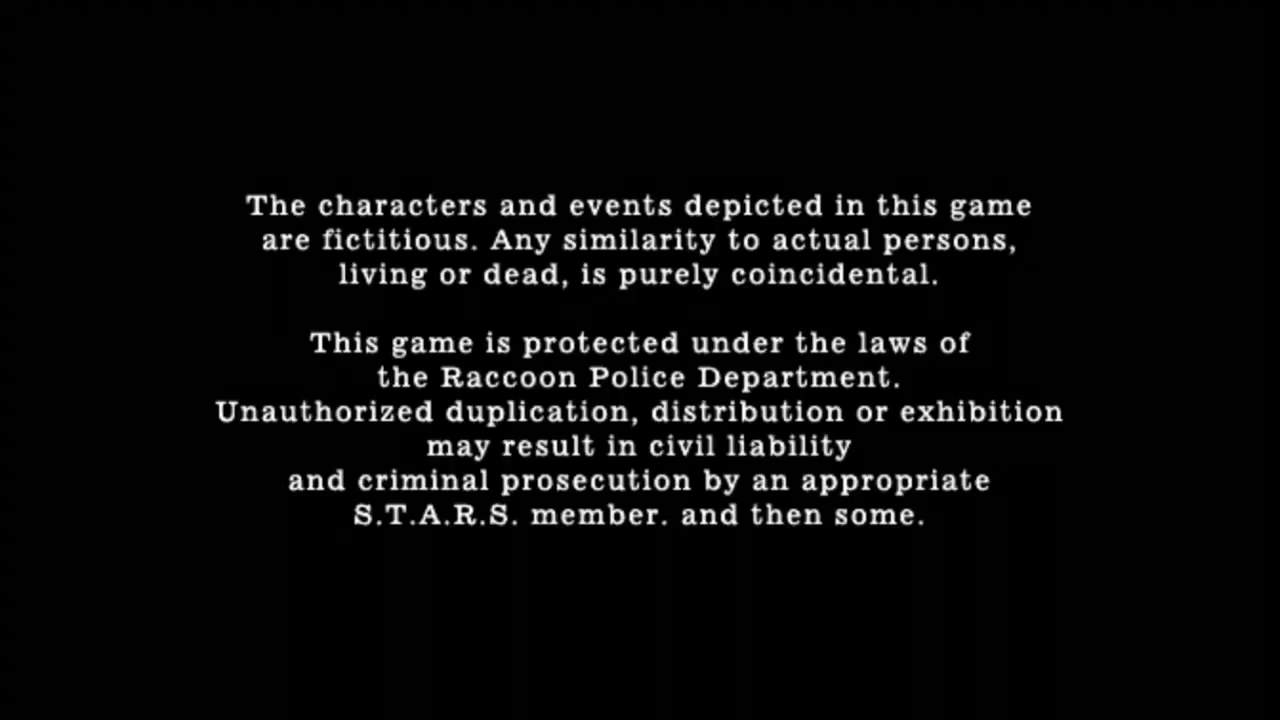 The characters and events depicted in this game
are fictitious. Any similarity to actual persons,
living or dead, is purely coincidental.
This game is protected under the laws of
the Raccoon Police Department.
Unauthorized duplication, distribution or exhibition
may result in civil liability
and criminal prosecution by an appropriate
S.T.A.R.S. member. and then some.